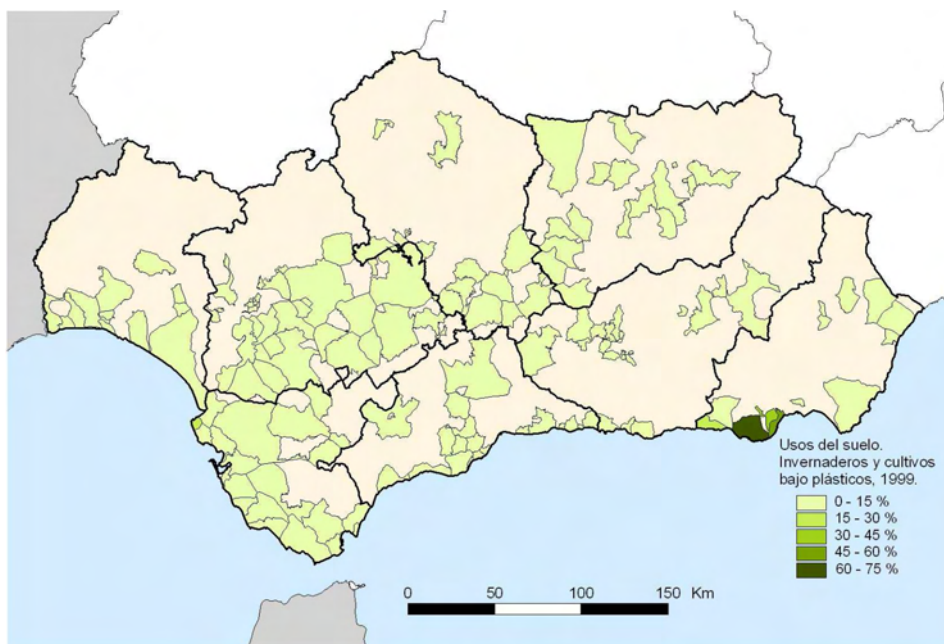 Usos del suelo.
Invernaderos y cultivos
bajo plásticos, 1999.
0 - 15 %
15 - 30 %
30 - 45 %
45 - 60 %
60 - 75 %
0 50 100 150 Km